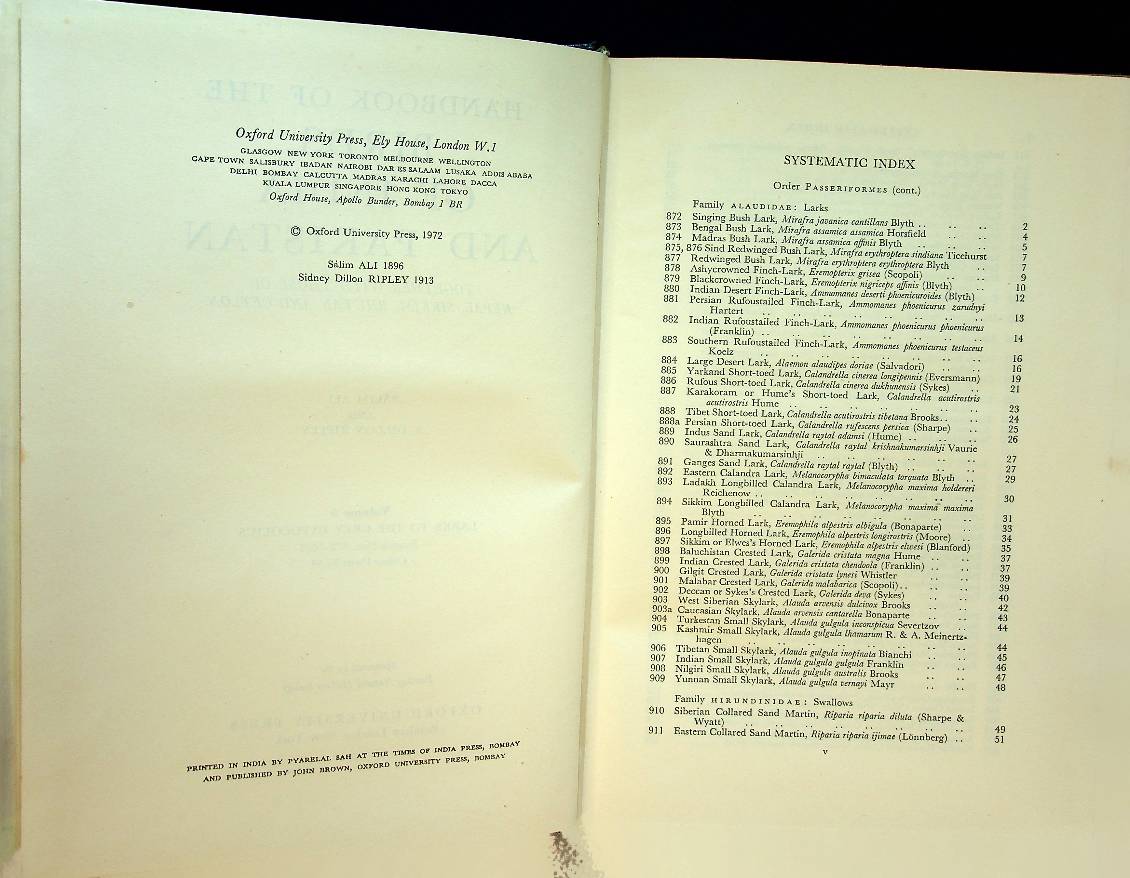 Oxford University Press, Ely House, London W.1
GLASGOW NEW YORK TORONTO MELBOURNE WELLINGTON
CAPE TOWN SALISBURY IBADAN NAIROBI DAR ES SALAAM LUSAKA ADDIS ABABA
DELHI BOMBAY CALCUTTA MADRAS KARACHI LAHORE DACCA
KUALA LUMPUR SINGAPORE HONG KONG TOKYO
Oxford House, Apollo Bunder, Bombay 1 BR
© Oxford University Press, 1972
Sálim ALI 1896
Sidney Dillon RIPLEY 1913
PRINTED IN INDIA BY PYARELAL SAH AT THE TIMES OF INDIA PRESS, BOMBAY
AND PUBLISHED BY JOHN BROWN, OXFORD UNIVERSITY PRESS, BOMBAY
SYSTEMATIC INDEX
Order PASSERIFORMES (cont.)
Family ALAUDIDAE: Larks
872 Singing Bush Lark, Mirafra javanica cantillans Blyth .. .. .. 2
873 Bengal Bush Lark, Mirafra assamica assamica Horsfield .. .. 4
874 Madras Bush Lark, Mirafra assamica affinis Blyth .. .. 5
875, 876 Sind Redwinged Bush Lark, Mirafra erythroptera sindiana Ticehurst 7
877 Redwinged Bush Lark, Mirafra erythroptera erythroptera Blyth .. 7
878 Ashycrowned Finch-Lark, Eremopterix grisea (Scopoli) .. .. 9
879 Blackcrowned Finch-Lark, Eremopterix nigriceps affinis (Blyth) .. 10
880 Indian Desert Finch-Lark, Ammomanes deserti phoenicuroides (Blyth) 12
881 Persian Rufoustailed Finch-Lark, Ammomanes phoenicurus zarudnyi
Hartert .. .. .. .. .. .. .. 13
882 Indian Rufoustailed Finch-Lark, Ammomanes phoenicurus phoenicurus
(Franklin) .. .. .. .. .. .. .. 14
883 Southern Rufoustailed Finch-Lark, Ammomanes phoenicurus testaceus
Koelz .. .. .. .. .. .. .. 16
884 Large Desert Lark, Alaemon alaudipes doriae (Salvadori) .. .. 16
885 Yarkand Short-toed Lark, Calandrella cinerea longipennis (Eversmann) 19
886 Rufous Short-toed Lark, Calandrella cinerea dukhunensis (Sykes) .. 21
887 Karakoram or Hume's Short-toed Lark, Calandrella acutirostris
acutirostris Hume .. .. .. .. .. .. 23
888 Tibet Short-toed Lark, Calandrella acutirostris tibetana Brooks.. .. 24
888a Persian Short-toed Lark, Calandrella rufescens persica (Sharpe) .. 25
889 Indus Sand Lark, Calandrella raytal adamsi (Hume) .. .. .. 26
890 Saurashtra Sand Lark, Calandrella raytal krishnakumarsinhji Vaurie
& Dharmakumarsinhji .. .. .. .. .. .. 27
891 Ganges Sand Lark, Calandrella raytal raytal (Blyth) .. .. .. 27
892 Eastern Calandra Lark, Melanocorypha bimaculata torquata Blyth .. 29
893 Ladakh Longbilled Calandra Lark, Melanocorypha maxima holdereri
Reichenow .. .. .. .. .. .. .. 30
894 Sikkim Longbilled Calandra Lark, Melanocorypha maxima maxima
Blyth .. .. .. .. .. .. .. 31
895 Pamir Horned Lark, Eremophila alpestris albigula (Bonaparte) .. 33
896 Longbilled Horned Lark, Eremophila alpestris longirostris (Moore) .. 34
897 Sikkim or Elwes's Horned Lark, Eremophila alpestris elwesi (Blanford) 35
898 Baluchistan Crested Lark, Galerida cristata magna Hume .. .. 37
899 Indian Crested Lark, Galerida cristata chendoola (Franklin) .. .. 37
900 Gilgit Crested Lark, Galerida cristata lynesi Whistler .. .. 39
901 Malabar Crested Lark, Galerida malabarica (Scopoli).. .. .. 39
902 Deccan or Sykes's Crested Lark, Galerida deva (Sykes) .. .. 40
903 West Siberian Skylark, Alauda arvensis dulcivox Brooks .. .. 42
903a Caucasian Skylark, Alauda arvensis cantarella Bonaparte .. .. 43
904 Turkestan Small Skylark, Alauda gulgula inconspicua Severtzov .. 44
905 Kashmir Small Skylark, Alauda gulgula lhamarum R. & A. Meinertz-
hagen .. .. .. .. .. .. .. 44
906 Tibetan Small Skylark, Alauda gulgula inopinata Bianchi .. .. 45
907 Indian Small Skylark, Alauda gulgula gulgula Franklin .. .. 46
908 Nilgiri Small Skylark, Alauda gulgula australis Brooks .. .. 47
909 Yunnan Small Skylark, Alauda gulgula vernayi Mayr .. .. 48
Family HIRUNDINIDAE: Swallows
910 Siberian Collared Sand Martin, Riparia riparia diluta (Sharpe &
Wyatt) .. .. .. .. .. .. .. 49
911 Eastern Collared Sand Martin, Riparia riparia ijimae (Lönnberg) .. 51
v